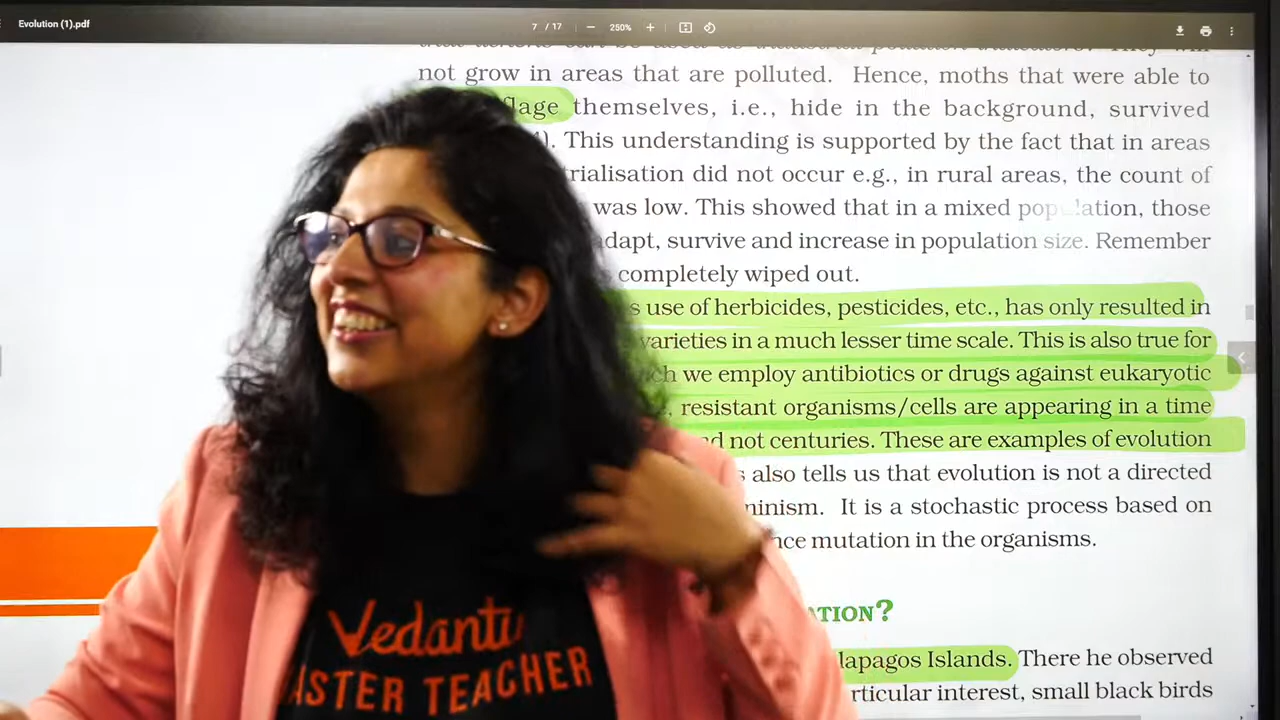 Evolution (1).pdf
7 / 17
250%
not grow in areas that are polluted. Hence, moths that were able to
flage themselves, i.e., hide in the background, survived
). This understanding is supported by the fact that in areas
rialisation did not occur e.g., in rural areas, the count of
was low. This showed that in a mixed population, those
adapt, survive and increase in population size. Remember
completely wiped out.
s use of herbicides, pesticides, etc., has only resulted in
varieties in a much lesser time scale. This is also true for
ch we employ antibiotics or drugs against eukaryotic
, resistant organisms/cells are appearing in a time
d not centuries. These are examples of evolution
s also tells us that evolution is not a directed
minism. It is a stochastic process based on
nce mutation in the organisms.
ATION?
lapagos Islands. There he observed
rticular interest, small black birds
Vedantu
ASTER TEACHER